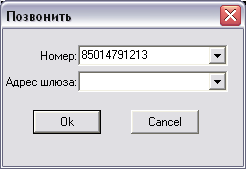 Позвонить
Номер: 85014791213
Адрес шлюза:
Ok Cancel